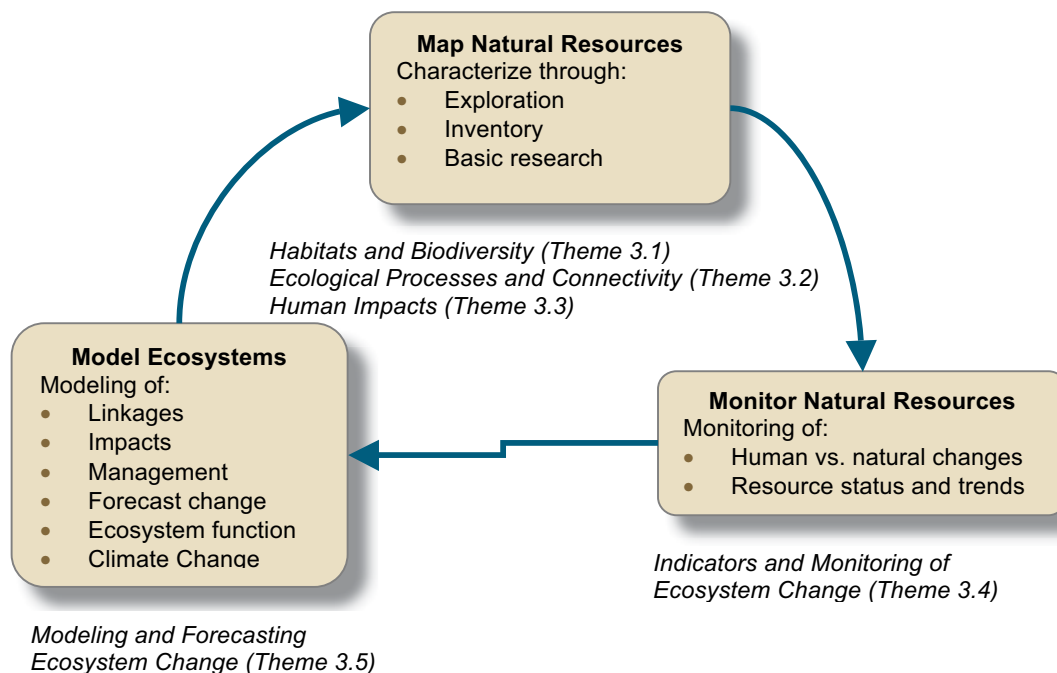 Map Natural Resources
Characterize through:
• Exploration
• Inventory
• Basic research
Habitats and Biodiversity (Theme 3.1)
Ecological Processes and Connectivity (Theme 3.2)
Human Impacts (Theme 3.3)
Model Ecosystems
Modeling of:
• Linkages
• Impacts
• Management
• Forecast change
• Ecosystem function
• Climate Change
Monitor Natural Resources
Monitoring of:
• Human vs. natural changes
• Resource status and trends
Indicators and Monitoring of
Ecosystem Change (Theme 3.4)
Modeling and Forecasting
Ecosystem Change (Theme 3.5)